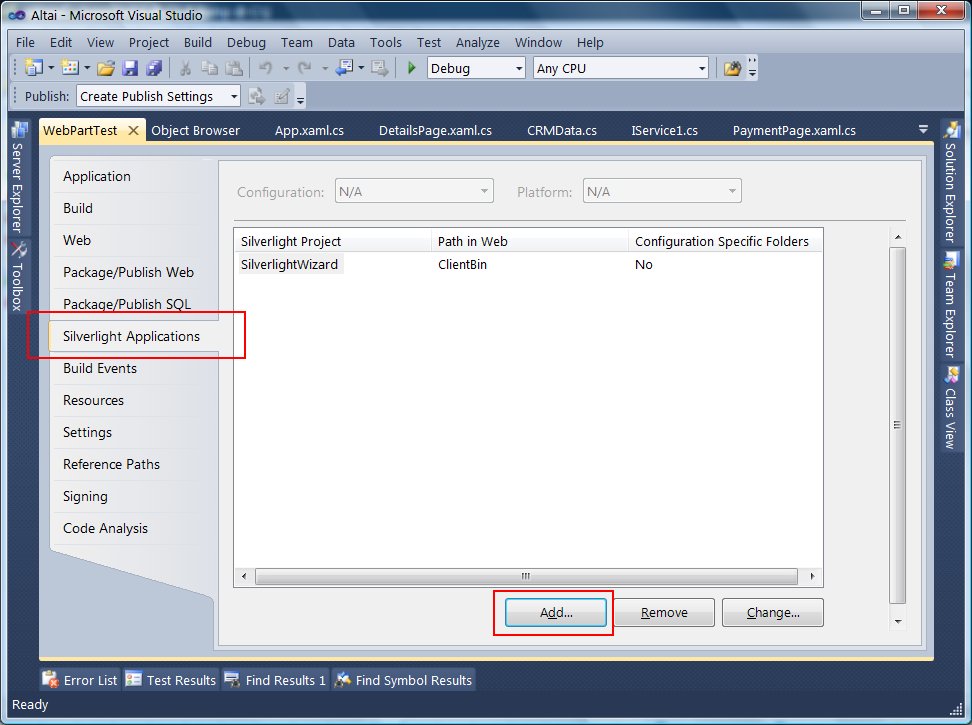 Altai - Microsoft Visual Studio
File Edit View Project Build Debug Team Data Tools Test Analyze Window Help
Debug Any CPU
Publish: Create Publish Settings
WebPartTest Object Browser App.xaml.cs DetailsPage.xaml.cs CRMData.cs IService1.cs PaymentPage.xaml.cs
Server Explorer
Toolbox
Application
Build
Web
Package/Publish Web
Package/Publish SQL
Silverlight Applications
Build Events
Resources
Settings
Reference Paths
Signing
Code Analysis
Configuration: N/A Platform: N/A
Silverlight Project Path in Web Configuration Specific Folders
SilverlightWizard ClientBin No
Add... Remove Change...
Solution Explorer
Team Explorer
Class View
Error List Test Results Find Results 1 Find Symbol Results
Ready